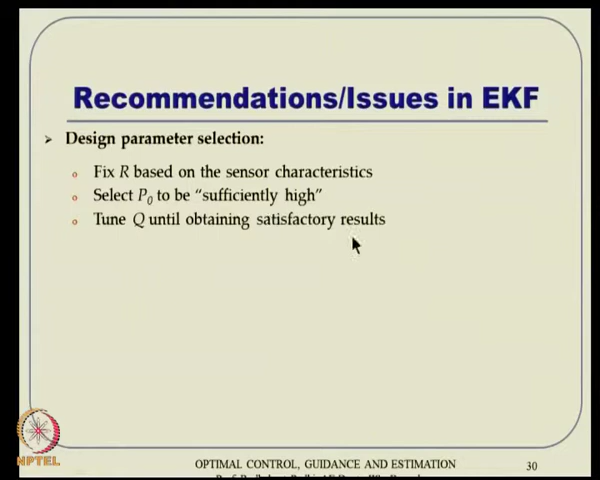 Recommendations/Issues in EKF
Design parameter selection:
Fix R based on the sensor characteristics
Select P₀ to be “sufficiently high”
Tune Q until obtaining satisfactory results
NPTEL
OPTIMAL CONTROL, GUIDANCE AND ESTIMATION
30